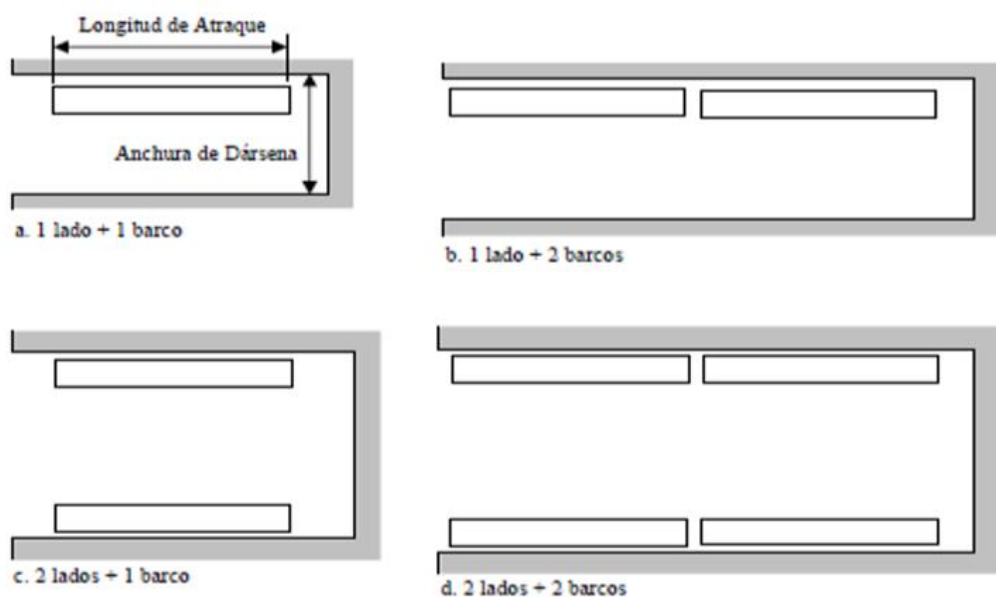 Longitud de Atraque
Anchura de Dársena
a. 1 lado + 1 barco
b. 1 lado + 2 barcos
c. 2 lados + 1 barco
d. 2 lados + 2 barcos